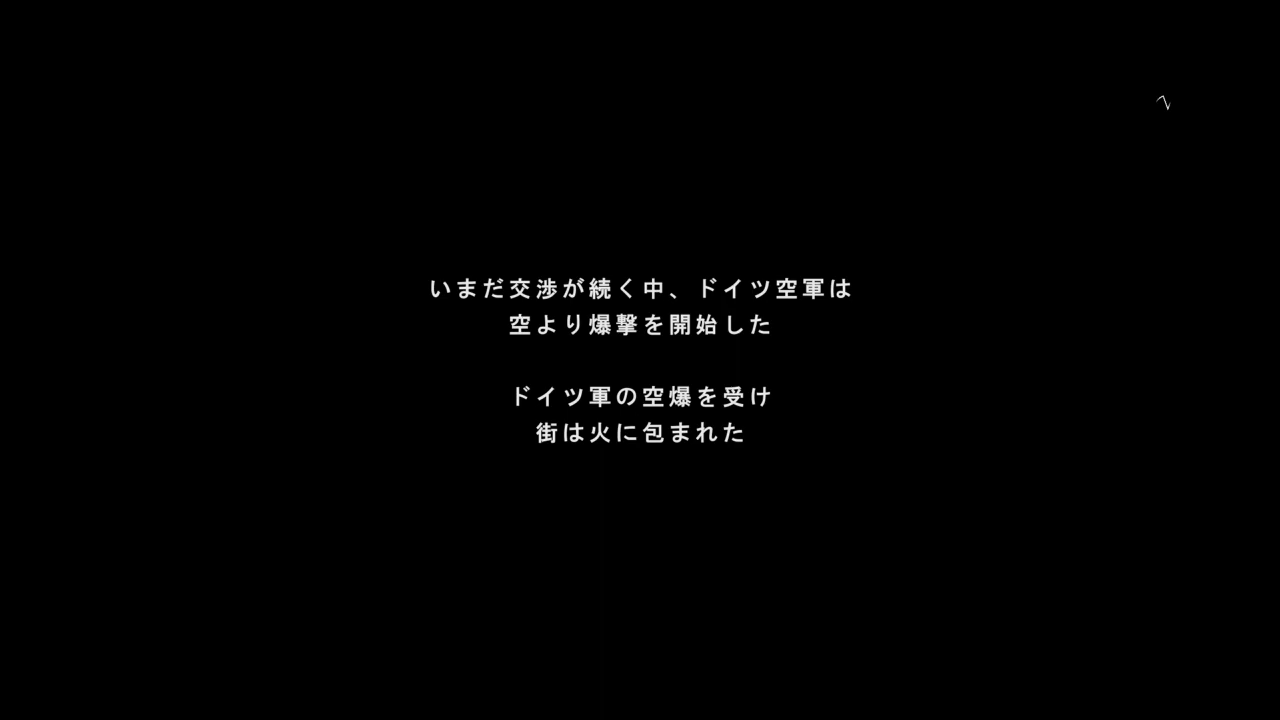 いまだ交渉が続く中、ドイツ空軍は
空より爆撃を開始した
ドイツ軍の空爆を受け
街は火に包まれた